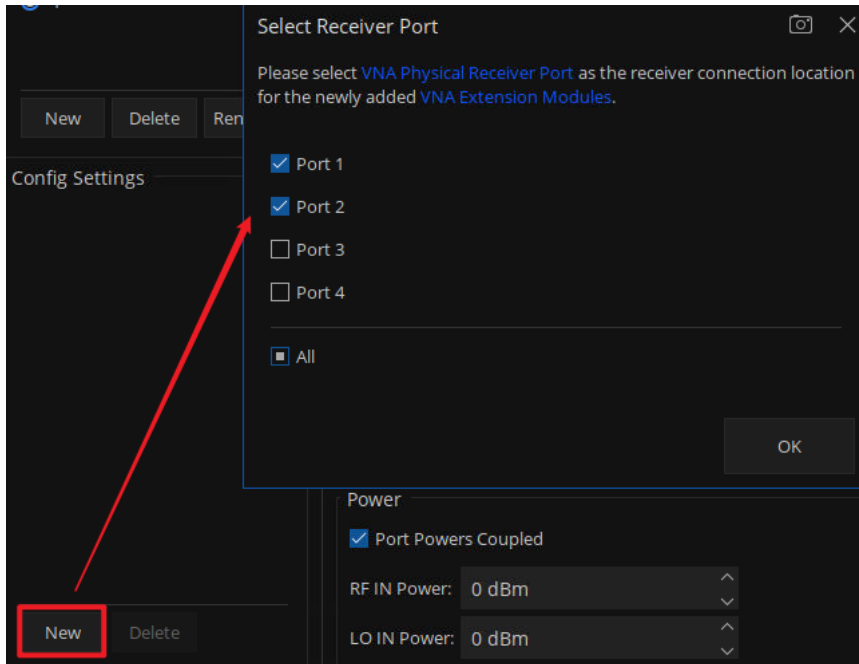 Select Receiver Port
Please select VNA Physical Receiver Port as the receiver connection location
for the newly added VNA Extension Modules.
New
Delete
Config Settings
Port 1
Port 2
Port 3
Port 4
All
OK
Power
Port Powers Coupled
RF IN Power: 0 dBm
LO IN Power: 0 dBm
New
Delete